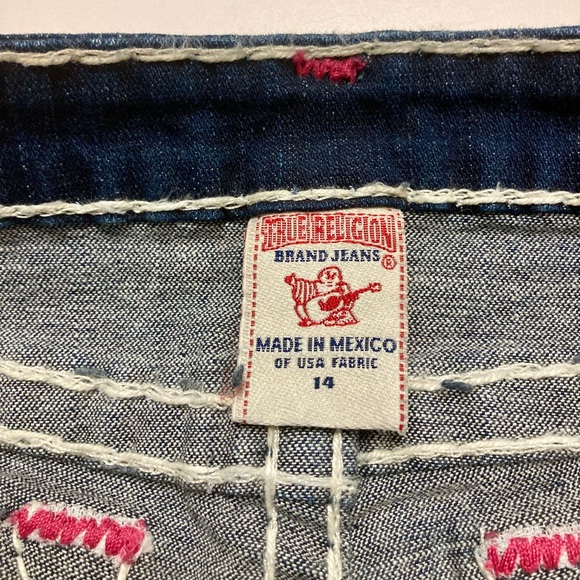 TRUE RELIGION
BRAND JEANS ®
MADE IN MEXICO
OF USA FABRIC
14